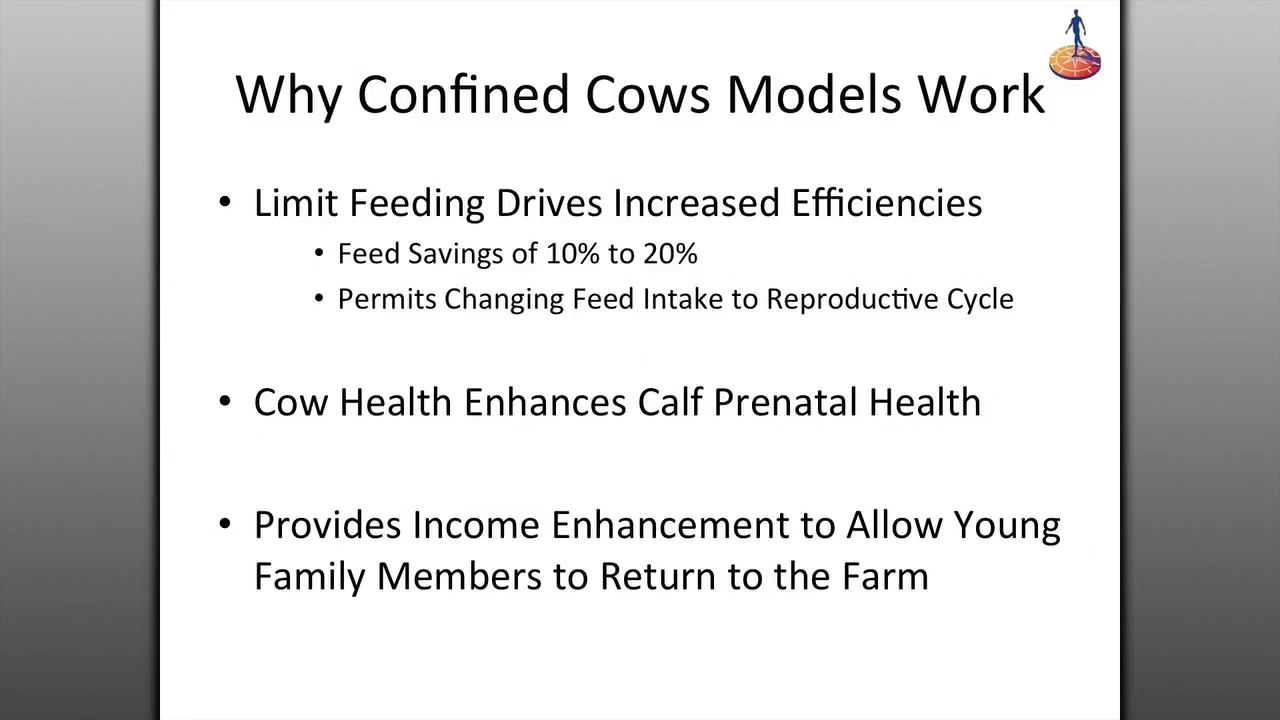 Why Confined Cows Models Work
• Limit Feeding Drives Increased Efficiencies
• Feed Savings of 10% to 20%
• Permits Changing Feed Intake to Reproductive Cycle
• Cow Health Enhances Calf Prenatal Health
• Provides Income Enhancement to Allow Young
Family Members to Return to the Farm